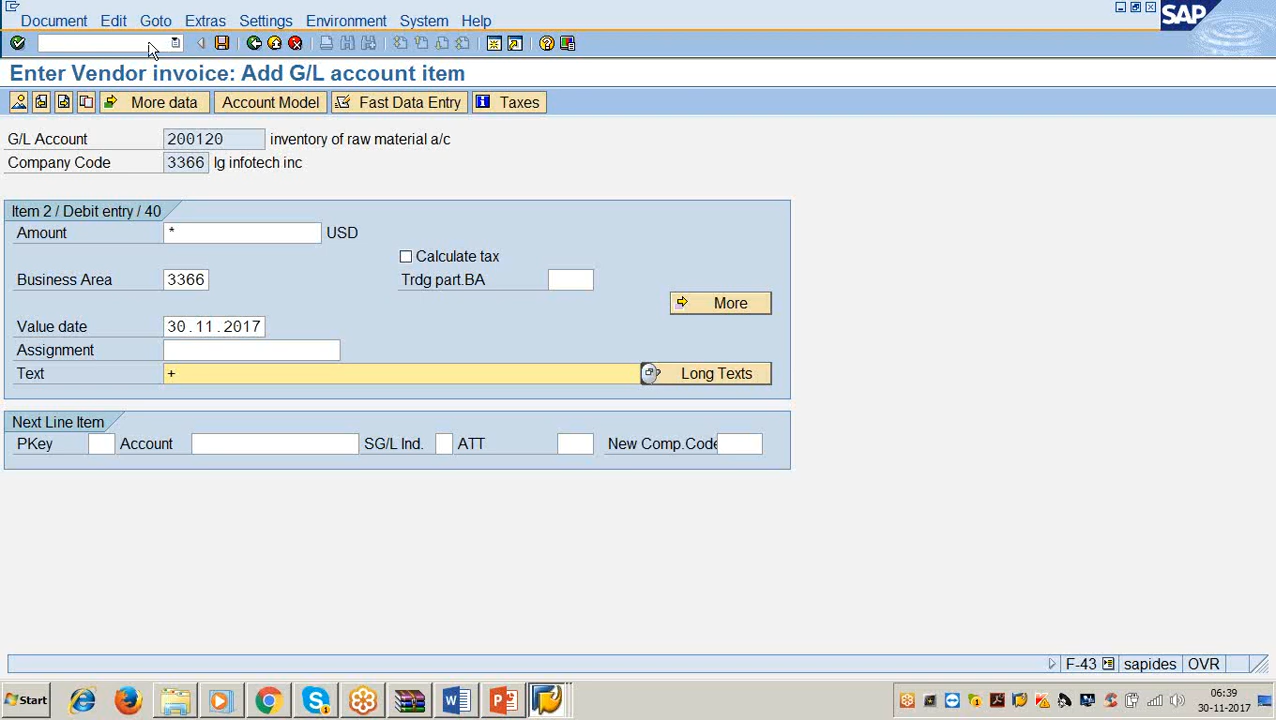 Document Edit Goto Extras Settings Environment System Help
SAP
Enter Vendor invoice: Add G/L account item
More data Account Model Fast Data Entry Taxes
G/L Account 200120 inventory of raw material a/c
Company Code 3366 lg infotech inc
Item 2 / Debit entry / 40
Amount * USD
Calculate tax
Business Area 3366 Trdg part.BA
More
Value date 30.11.2017
Assignment
Text + Long Texts
Next Line Item
PKey Account SG/L Ind. ATT New Comp.Code
F-43 sapides OVR
Start
06:39
30-11-2017